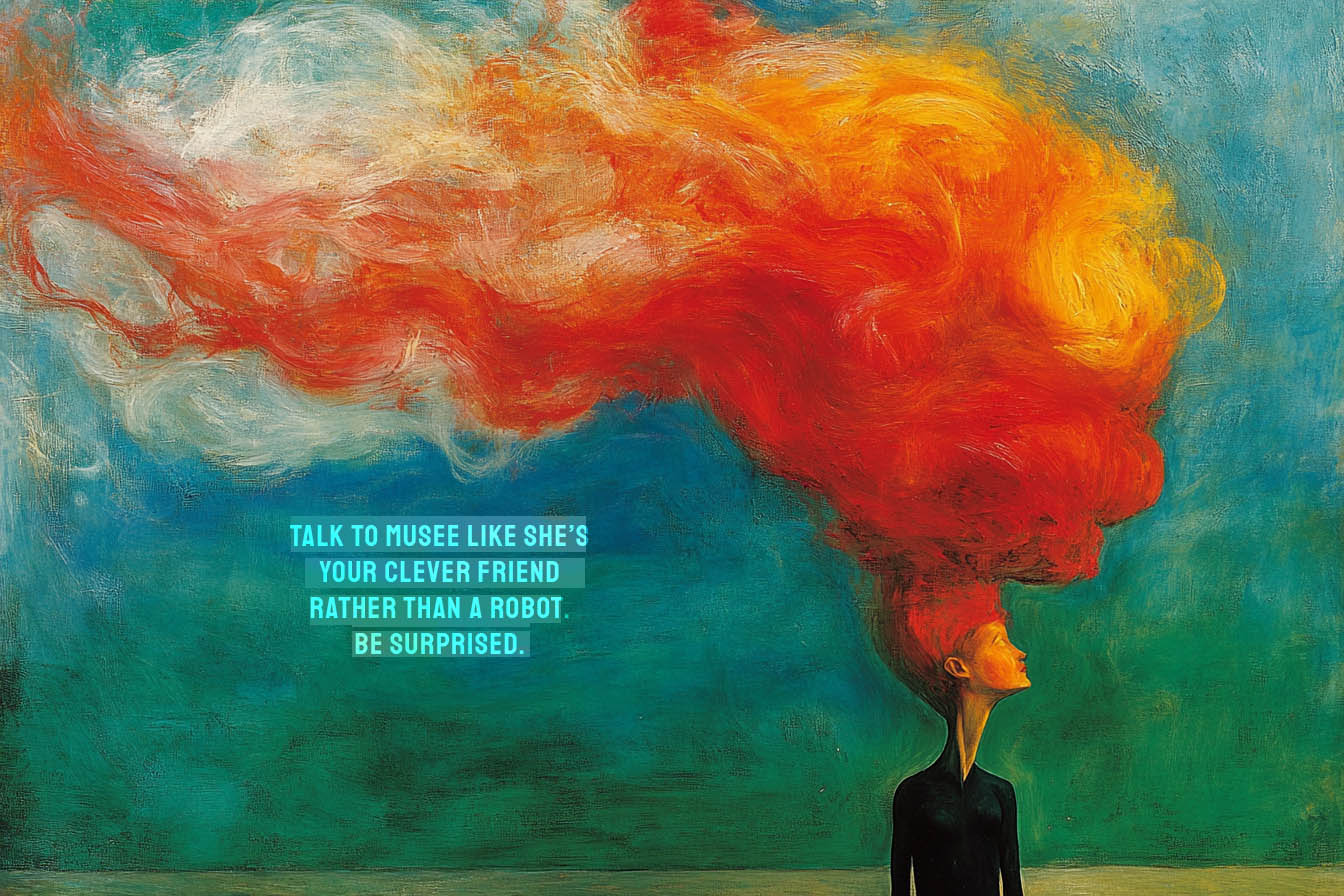 TALK TO MUSEE LIKE SHE’S
YOUR CLEVER FRIEND
RATHER THAN A ROBOT.
BE SURPRISED.